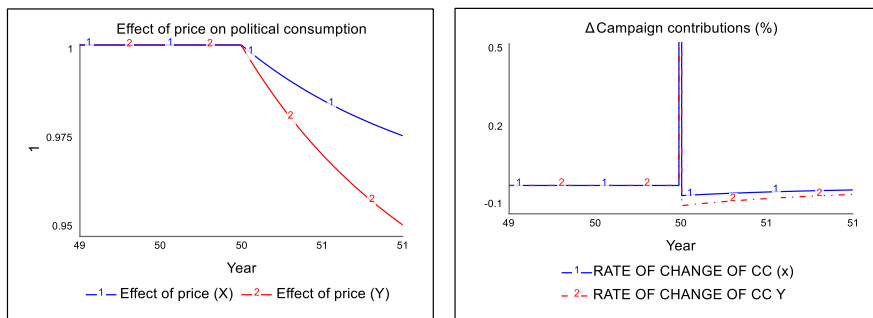 Effect of price on political consumption
1
0.975
0.95
1
1 2 1 2 1
1
2
2
49 50 50 51 51
Year
1 Effect of price (X) 2 Effect of price (Y)
Δ Campaign contributions (%)
0.5
0.2
-0.1
1 2 1 2
1 1
2 2
49 50 50 51 51
Year
1 RATE OF CHANGE OF CC (x)
2 RATE OF CHANGE OF CC Y